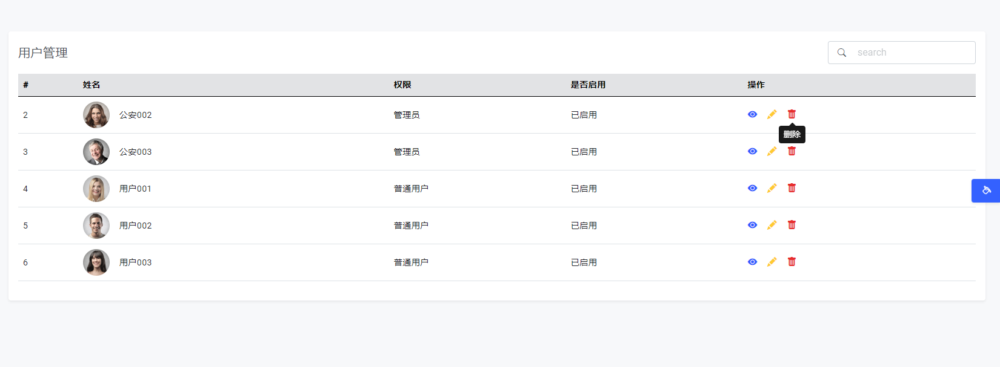 用户管理
search
# 姓名 权限 是否启用 操作
2 公安002 管理员 已启用
删除
3 公安003 管理员 已启用
4 用户001 普通用户 已启用
5 用户002 普通用户 已启用
6 用户003 普通用户 已启用